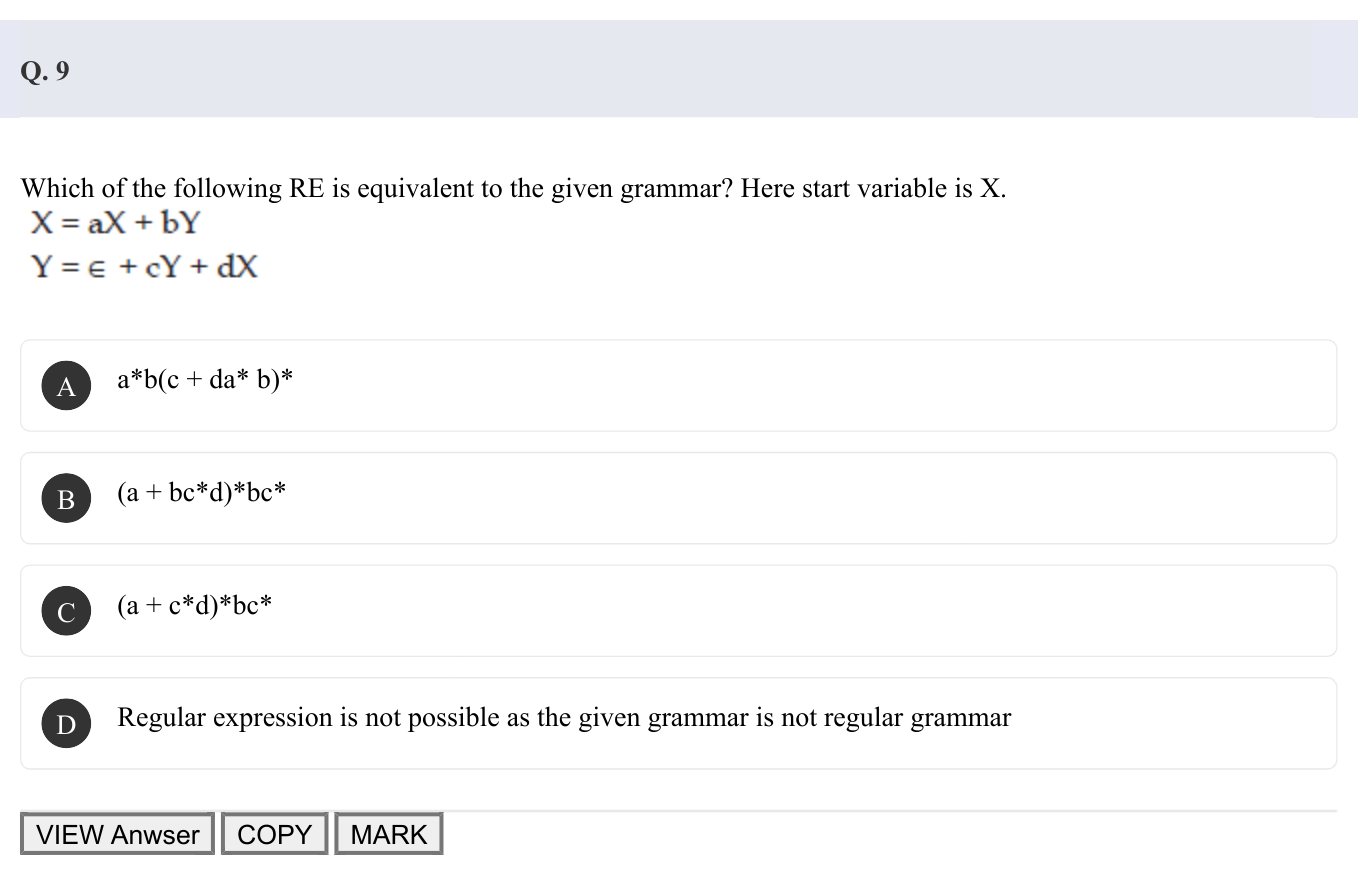 Q. 9
Which of the following RE is equivalent to the given grammar? Here start variable is X.
X = aX + bY
Y = ∈ + cY + dX
A a*b(c + da* b)*
B (a + bc*d)*bc*
C (a + c*d)*bc*
D Regular expression is not possible as the given grammar is not regular grammar
VIEW Anwser COPY MARK